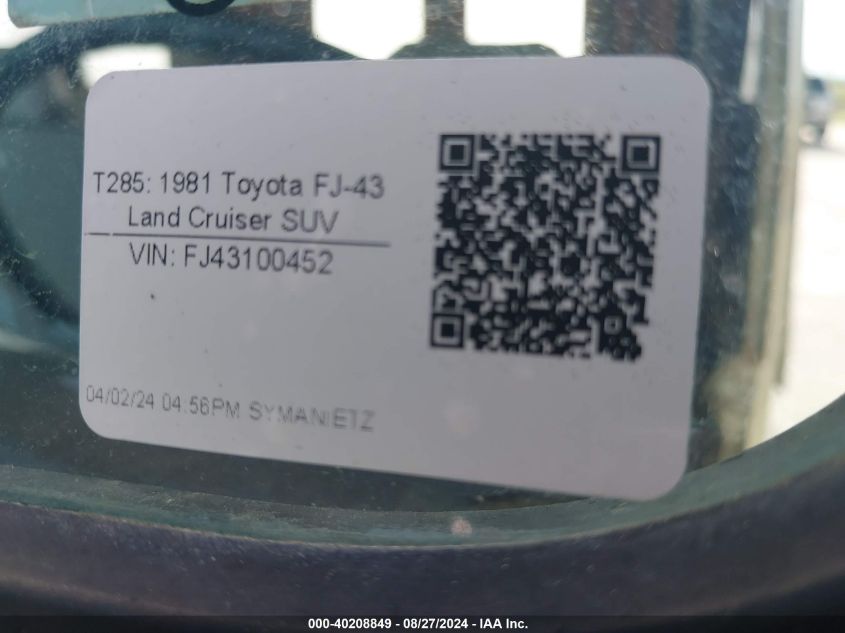 T285: 1981 Toyota FJ-43
Land Cruiser SUV
VIN: FJ43100452
04/02/24 04:56PM SYMANIETZ
000-40208849 - 08/27/2024 - IAA Inc.